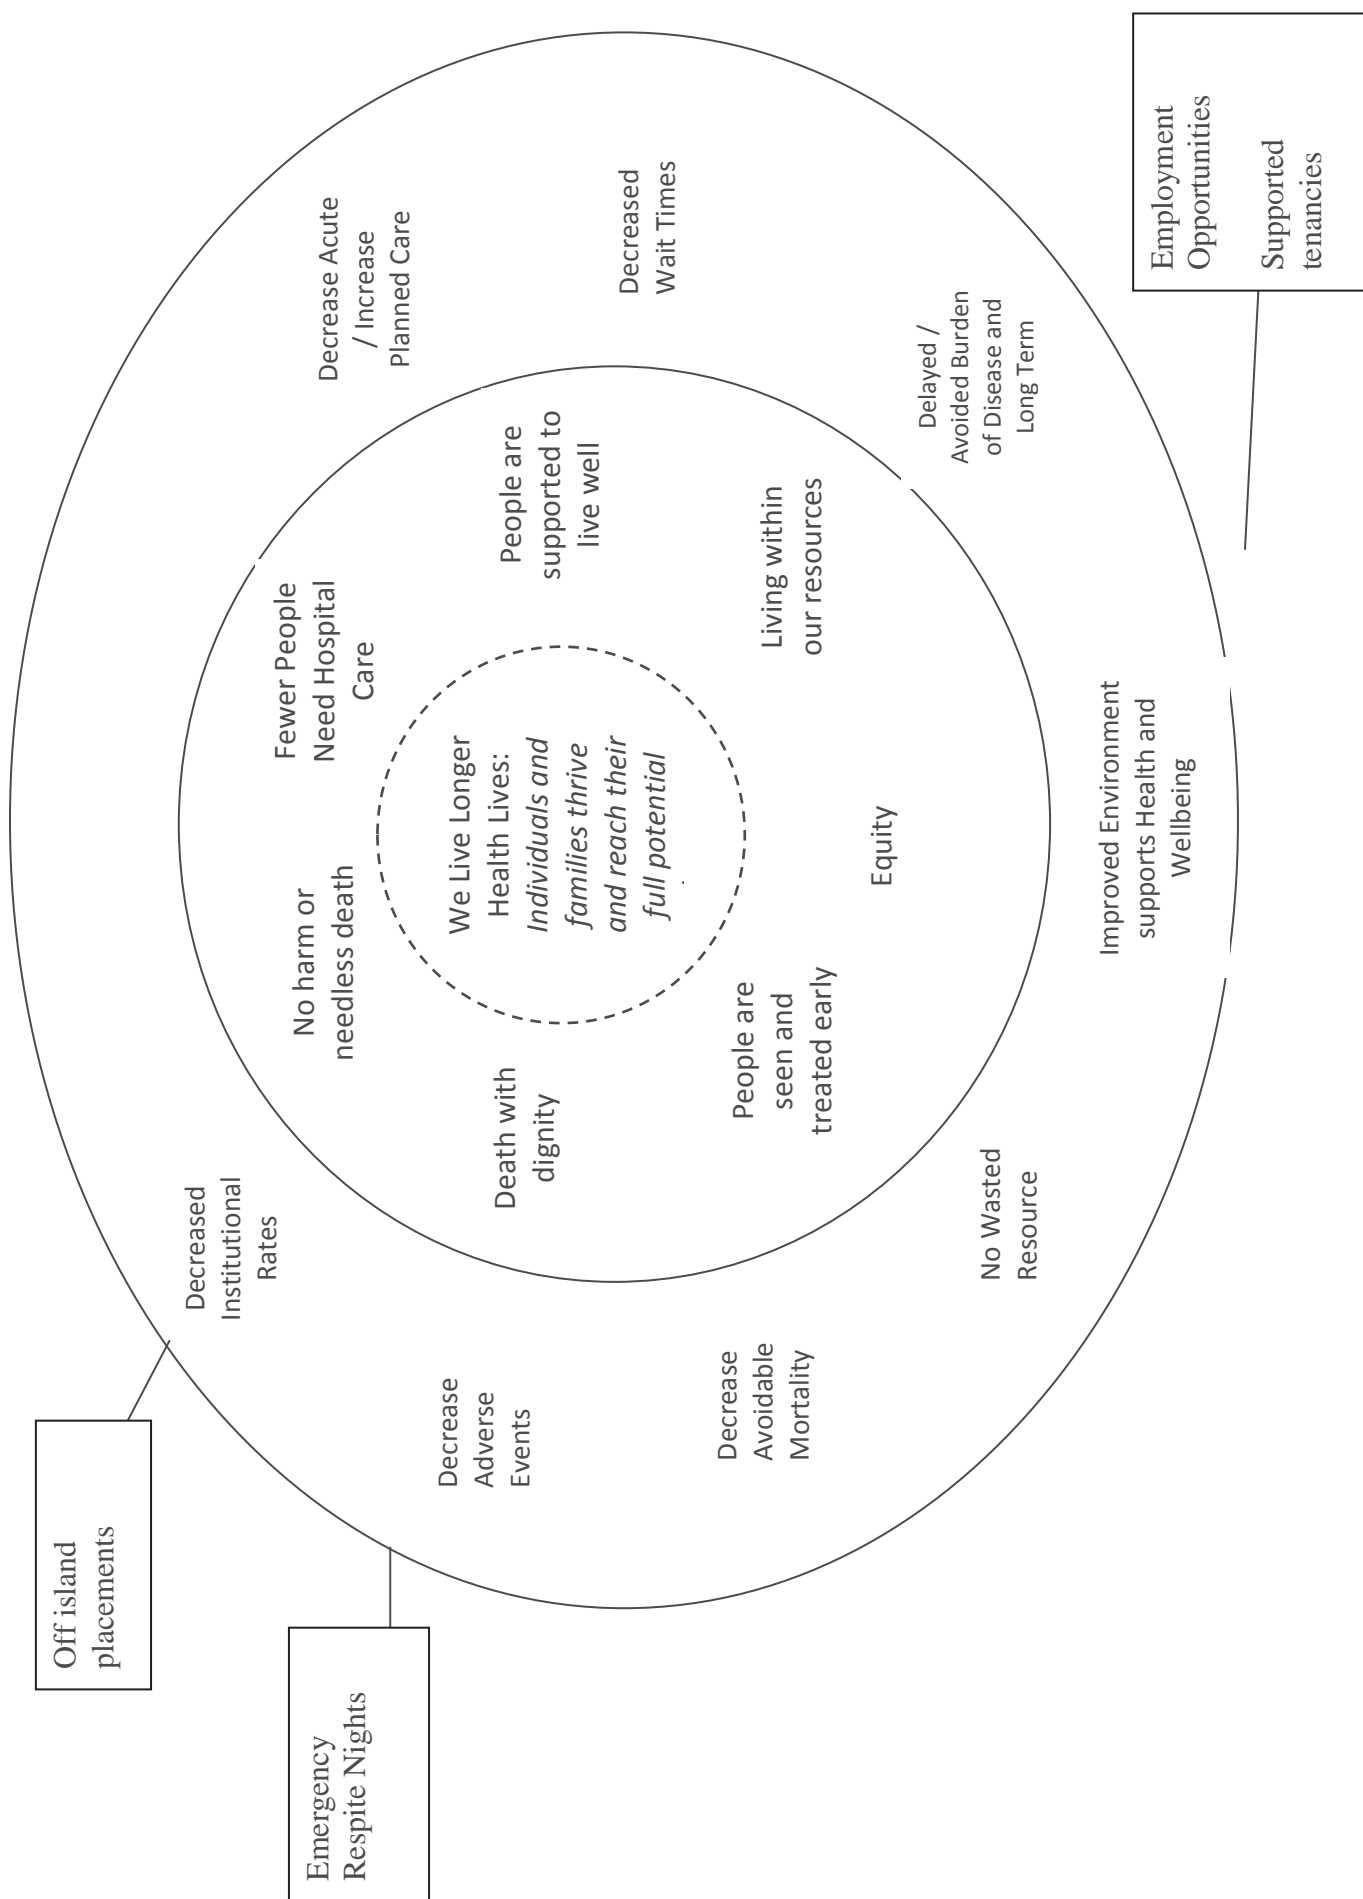 Off island
placements
Decreased
Institutional
Rates
Emergency
Respite Nights
No harm or
needless death
Fewer People
Need Hospital
Care
Decrease Acute
/ Increase
Planned Care
Decrease
Adverse
Events
Death with
dignity
We Live Longer
Health Lives:
Individuals and
families thrive
and reach their
full potential
People are
supported to
live well
Decreased
Wait Times
Decrease
Avoidable
Mortality
People are
seen and
treated early
Equity
Living within
our resources
Delayed /
Avoided Burden
of Disease and
Long Term
No Wasted
Resource
Improved Environment
supports Health and
Wellbeing
Employment
Opportunities
Supported
tenancies